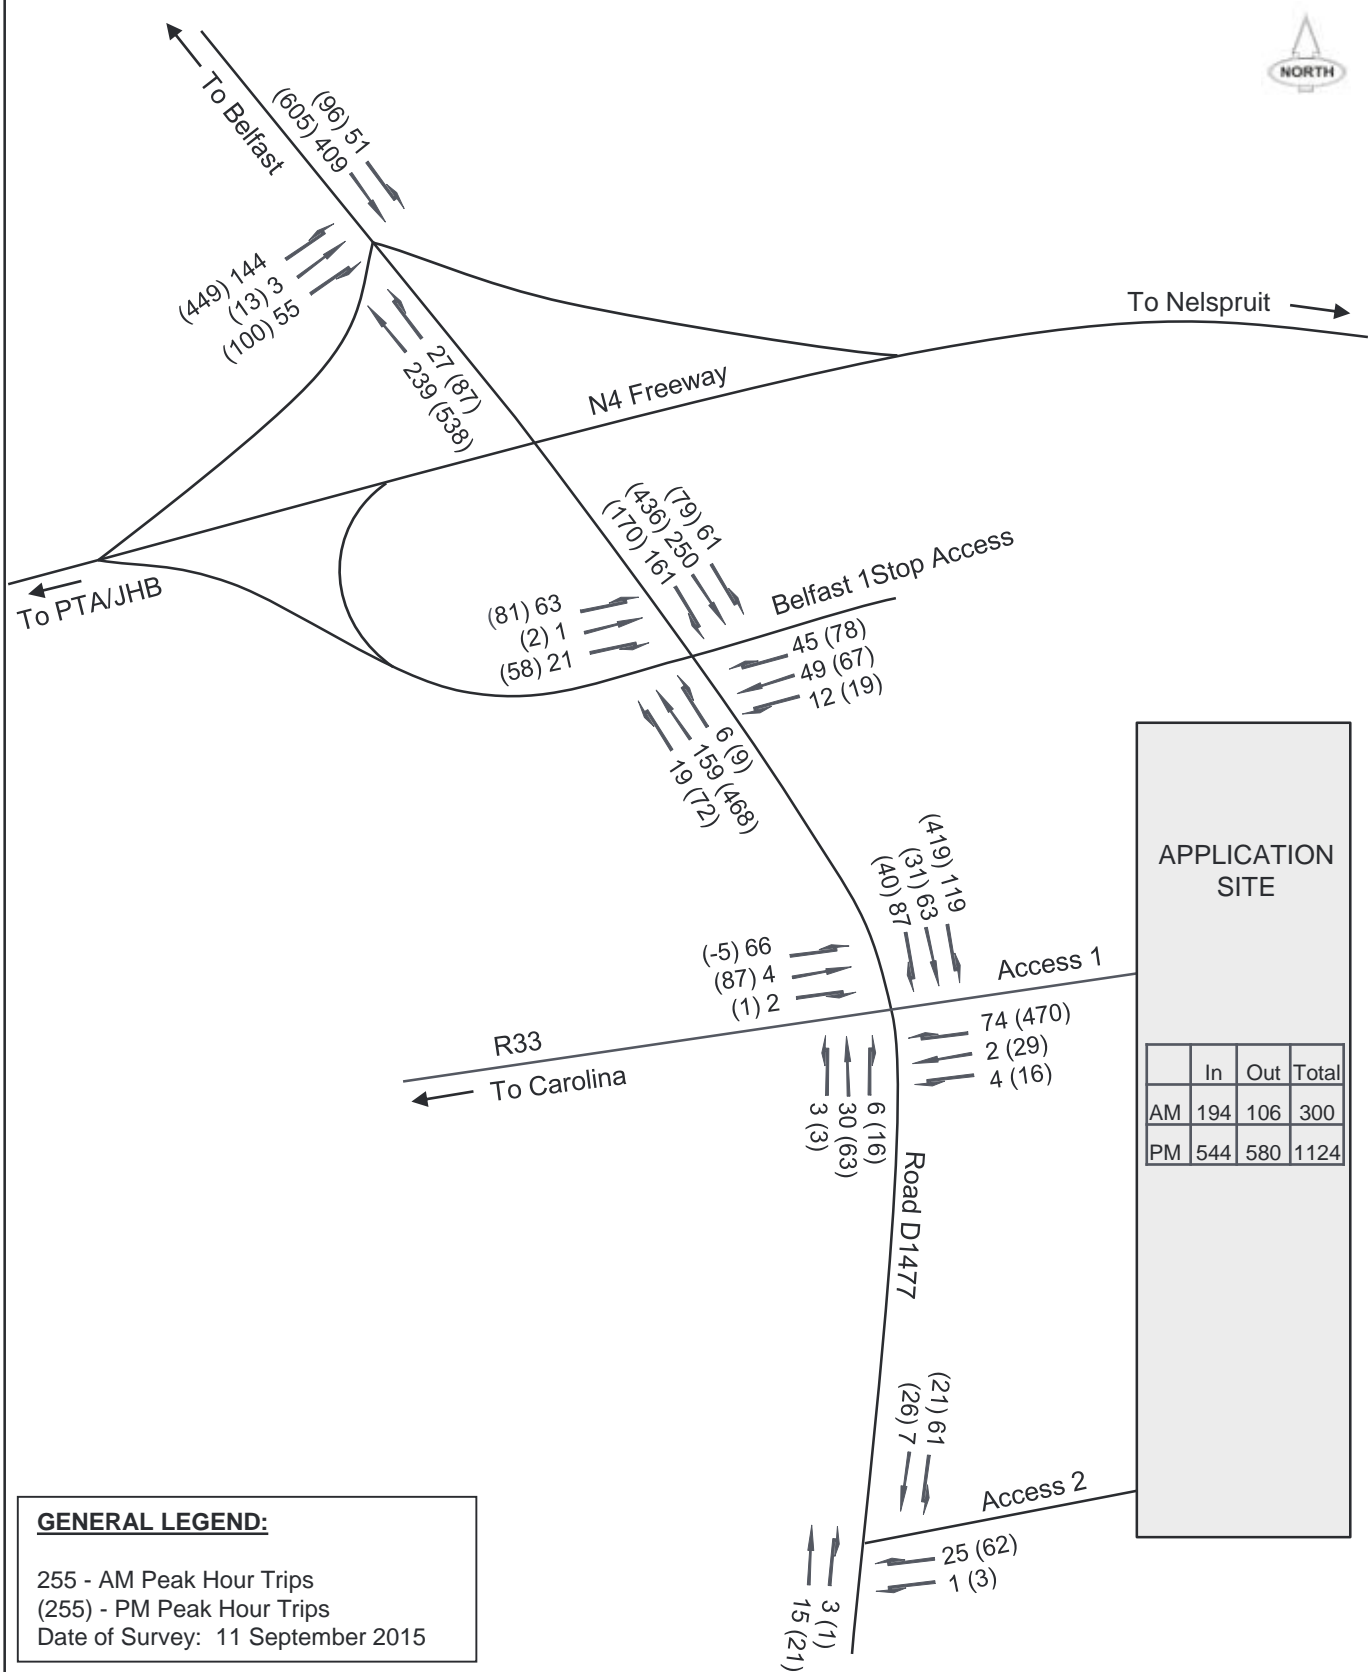 NORTH
To Belfast
(96) 51
(605) 409
(449) 144
(13) 3
(100) 55
27 (87)
239 (538)
To Nelspruit
N4 Freeway
To PTA/JHB
(79) 61
(436) 250
(170) 161
Belfast 1Stop Access
(81) 63
(2) 1
(58) 21
45 (78)
49 (67)
12 (19)
6 (9)
159 (468)
19 (72)
APPLICATION
SITE
(419) 119
(31) 63
(40) 87
(-5) 66
(87) 4
(1) 2
Access 1
R33
To Carolina
74 (470)
2 (29)
4 (16)
3 (3)
30 (63)
6 (16)
In Out Total
AM 194 106 300
PM 544 580 1124
Road D1477
(21) 61
(26) 7
Access 2
25 (62)
1 (3)
3 (1)
15 (21)
GENERAL LEGEND:
255 - AM Peak Hour Trips
(255) - PM Peak Hour Trips
Date of Survey: 11 September 2015